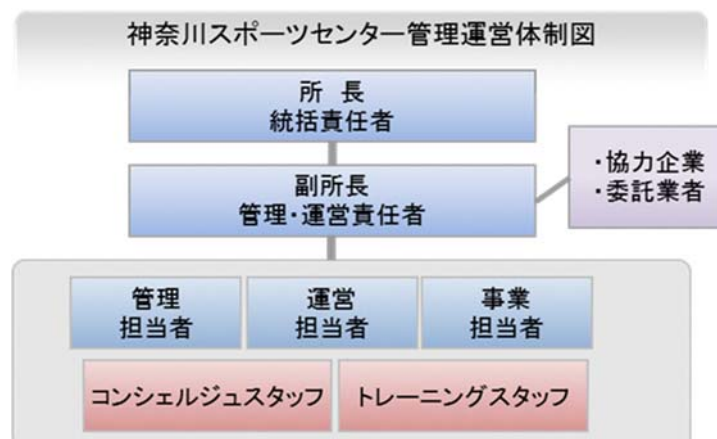 神奈川スポーツセンター管理運営体制図
所 長
統括責任者
・協力企業
・委託業者
副所長
管理・運営責任者
管理
担当者
運営
担当者
事業
担当者
コンシェルジュスタッフ
トレーニングスタッフ